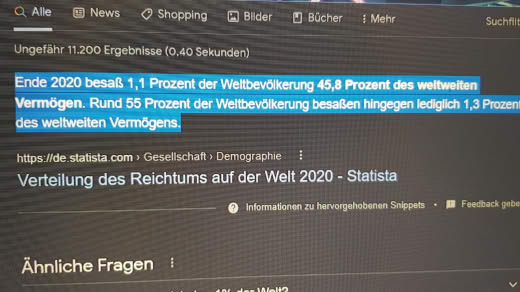 Alle News Shopping Bilder Bücher Mehr
Ungefähr 11.200 Ergebnisse (0,40 Sekunden)
Ende 2020 besaß 1,1 Prozent der Weltbevölkerung 45,8 Prozent des weltweiten
Vermögen. Rund 55 Prozent der Weltbevölkerung besaßen hingegen lediglich 1,3 Prozent
des weltweiten Vermögens.
https://de.statista.com › Gesellschaft › Demographie
Verteilung des Reichtums auf der Welt 2020 - Statista
Informationen zu hervorgehobenen Snippets • Feedback gebe
Ähnliche Fragen
1% der Welt?